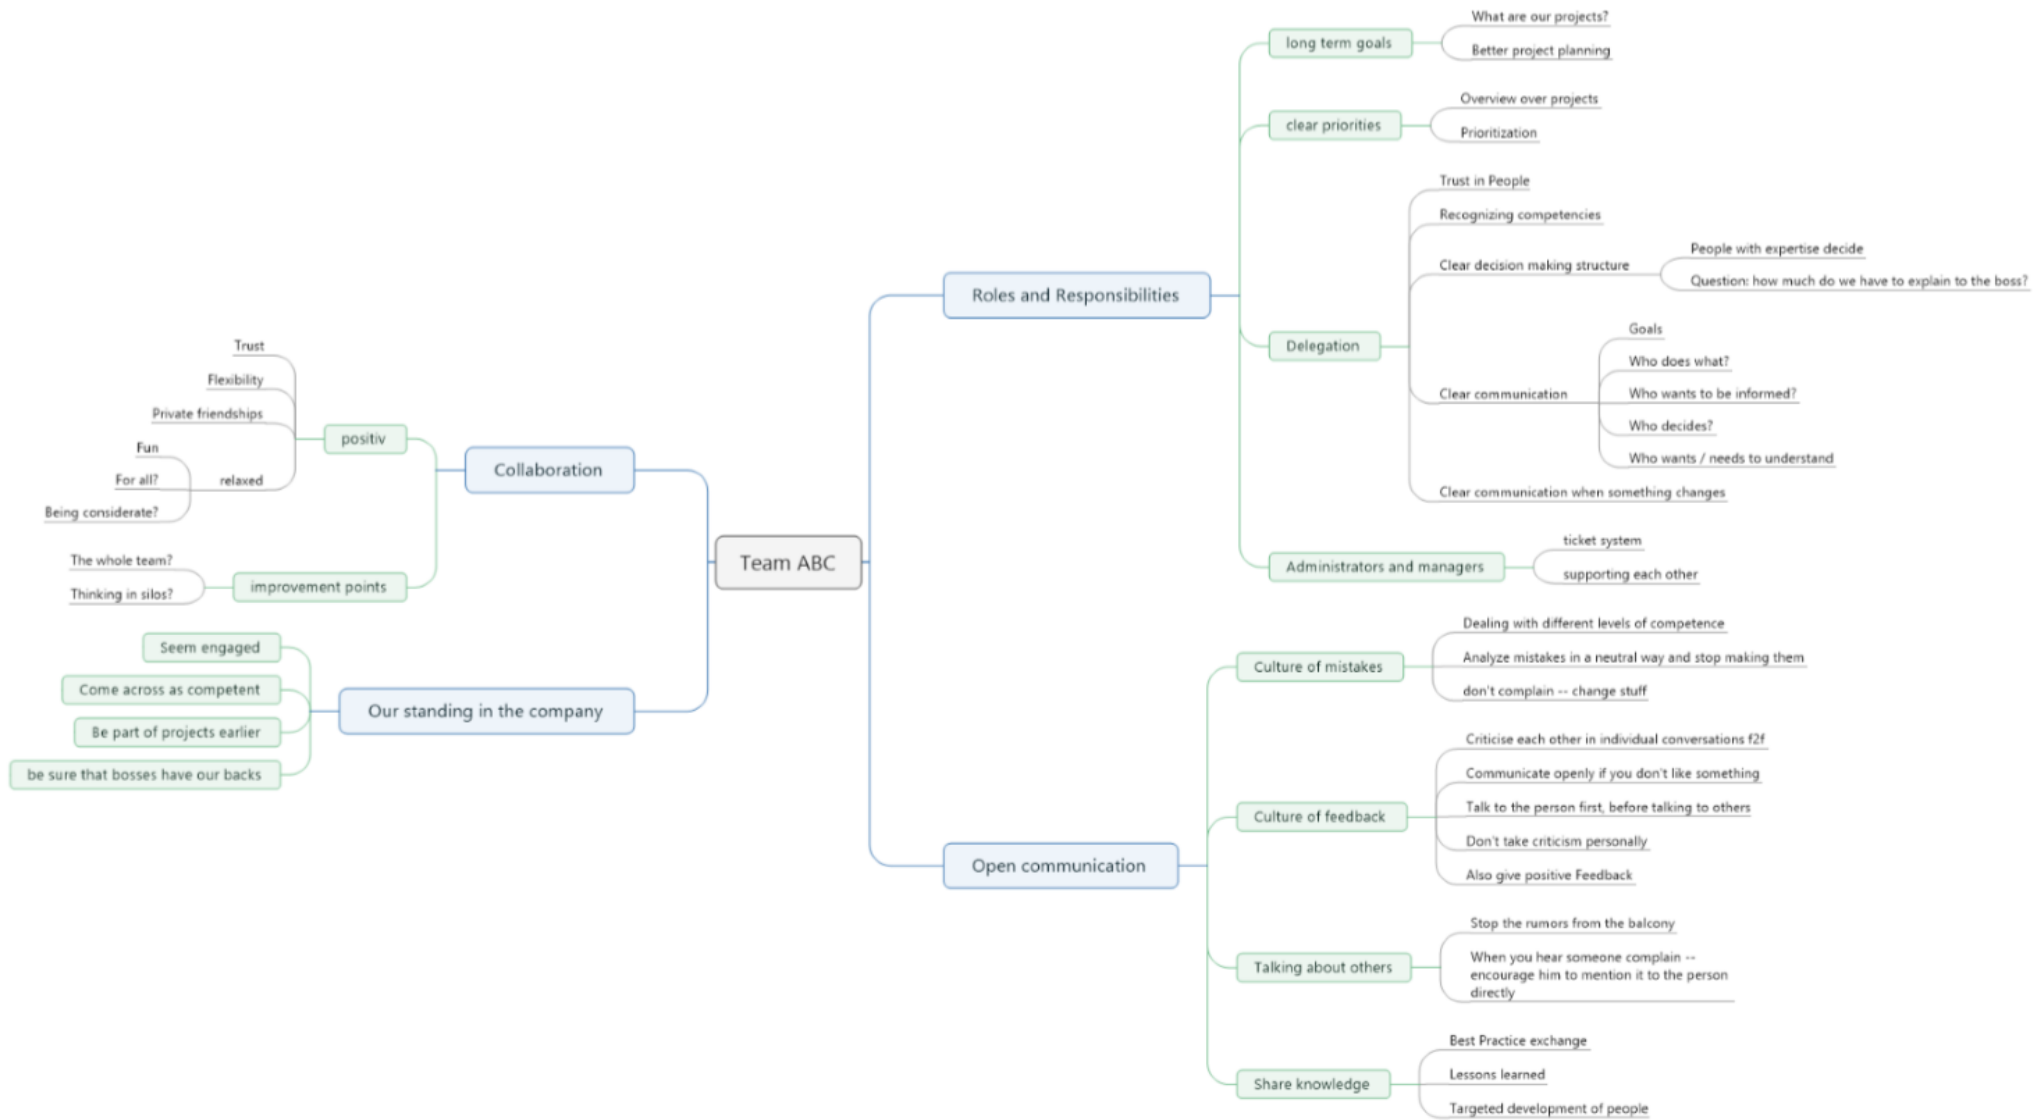 Team ABC
Roles and Responsibilities
long term goals
What are our projects?
Better project planning
clear priorities
Overview over projects
Prioritization
Delegation
Trust in People
Recognizing competencies
Clear decision making structure
People with expertise decide
Question: how much do we have to explain to the boss?
Clear communication
Goals
Who does what?
Who wants to be informed?
Who decides?
Who wants / needs to understand
Clear communication when something changes
Administrators and managers
ticket system
supporting each other
Open communication
Culture of mistakes
Dealing with different levels of competence
Analyze mistakes in a neutral way and stop making them
don't complain -- change stuff
Culture of feedback
Criticise each other in individual conversations f2f
Communicate openly if you don't like something
Talk to the person first, before talking to others
Don't take criticism personally
Also give positive Feedback
Talking about others
Stop the rumors from the balcony
When you hear someone complain --
encourage him to mention it to the person
directly
Share knowledge
Best Practice exchange
Lessons learned
Targeted development of people
Collaboration
positiv
Trust
Flexibility
Private friendships
relaxed
Fun
For all?
Being considerate?
improvement points
The whole team?
Thinking in silos?
Our standing in the company
Seem engaged
Come across as competent
Be part of projects earlier
be sure that bosses have our backs